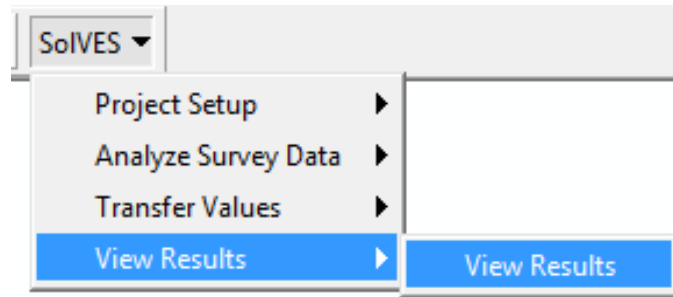 SolVES
Project Setup
Analyze Survey Data
Transfer Values
View Results
View Results